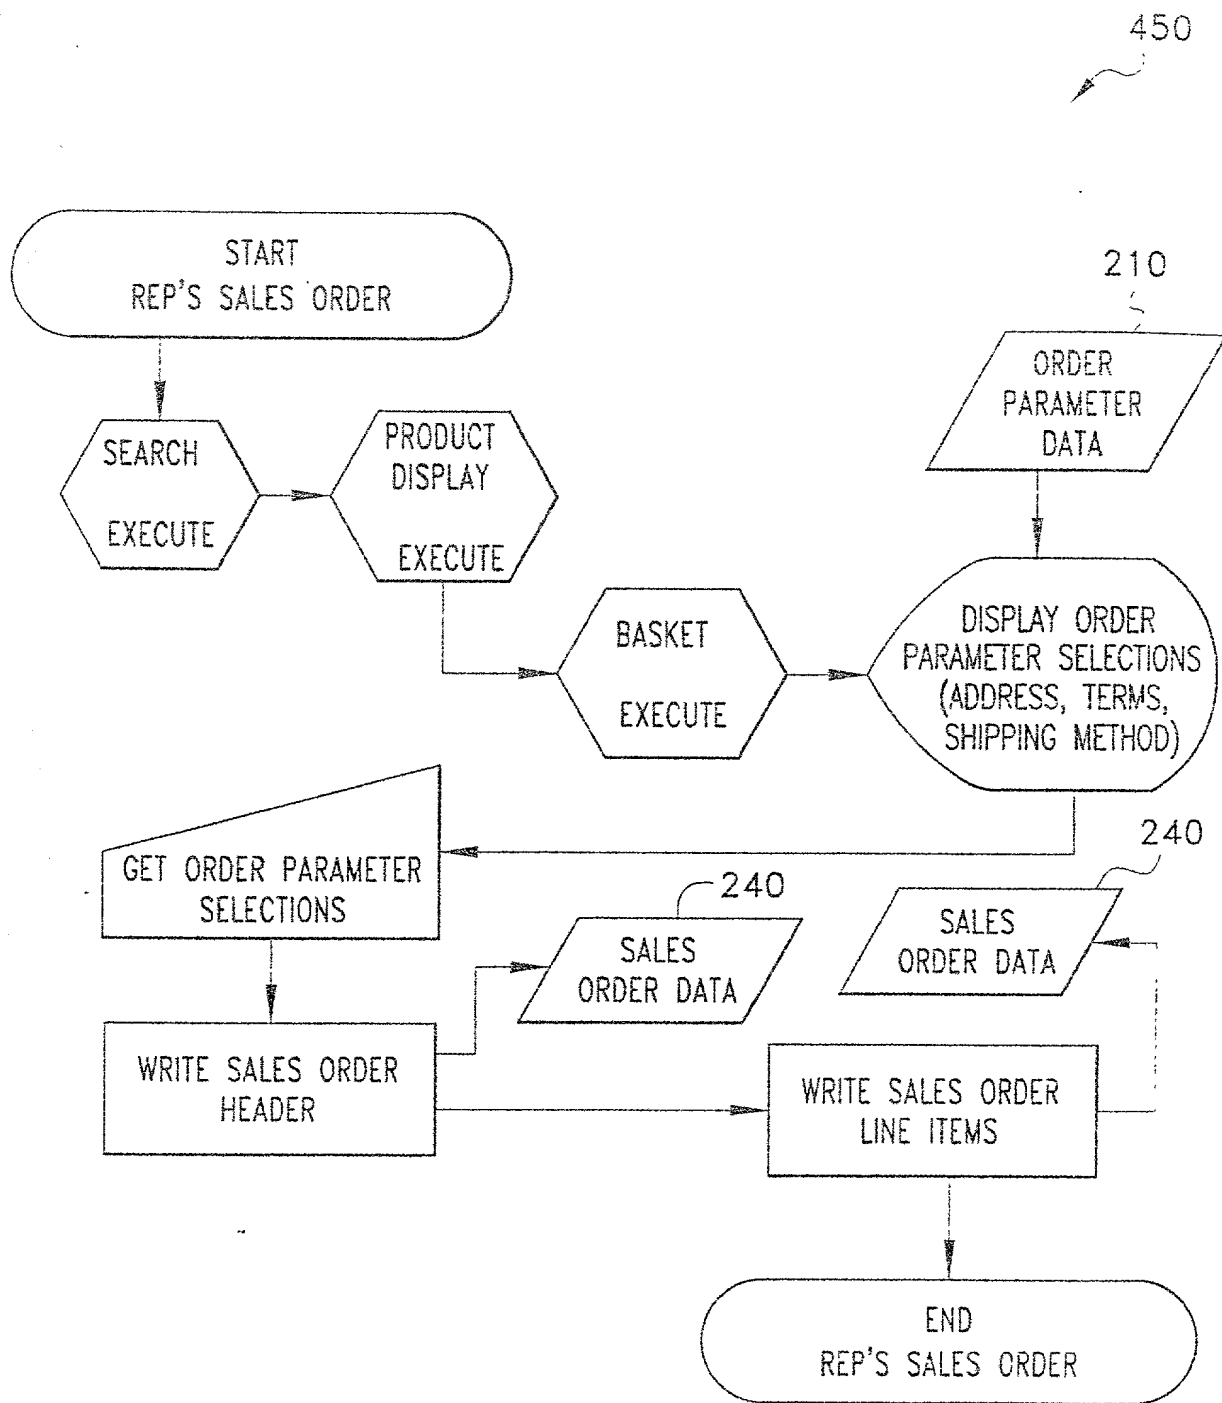 450
START
REP'S SALES ORDER
210
ORDER
PARAMETER
DATA
SEARCH
EXECUTE
PRODUCT
DISPLAY
EXECUTE
BASKET
EXECUTE
DISPLAY ORDER
PARAMETER SELECTIONS
(ADDRESS, TERMS,
SHIPPING METHOD)
GET ORDER PARAMETER
SELECTIONS
240
SALES
ORDER DATA
240
SALES
ORDER DATA
WRITE SALES ORDER
HEADER
WRITE SALES ORDER
LINE ITEMS
END
REP'S SALES ORDER